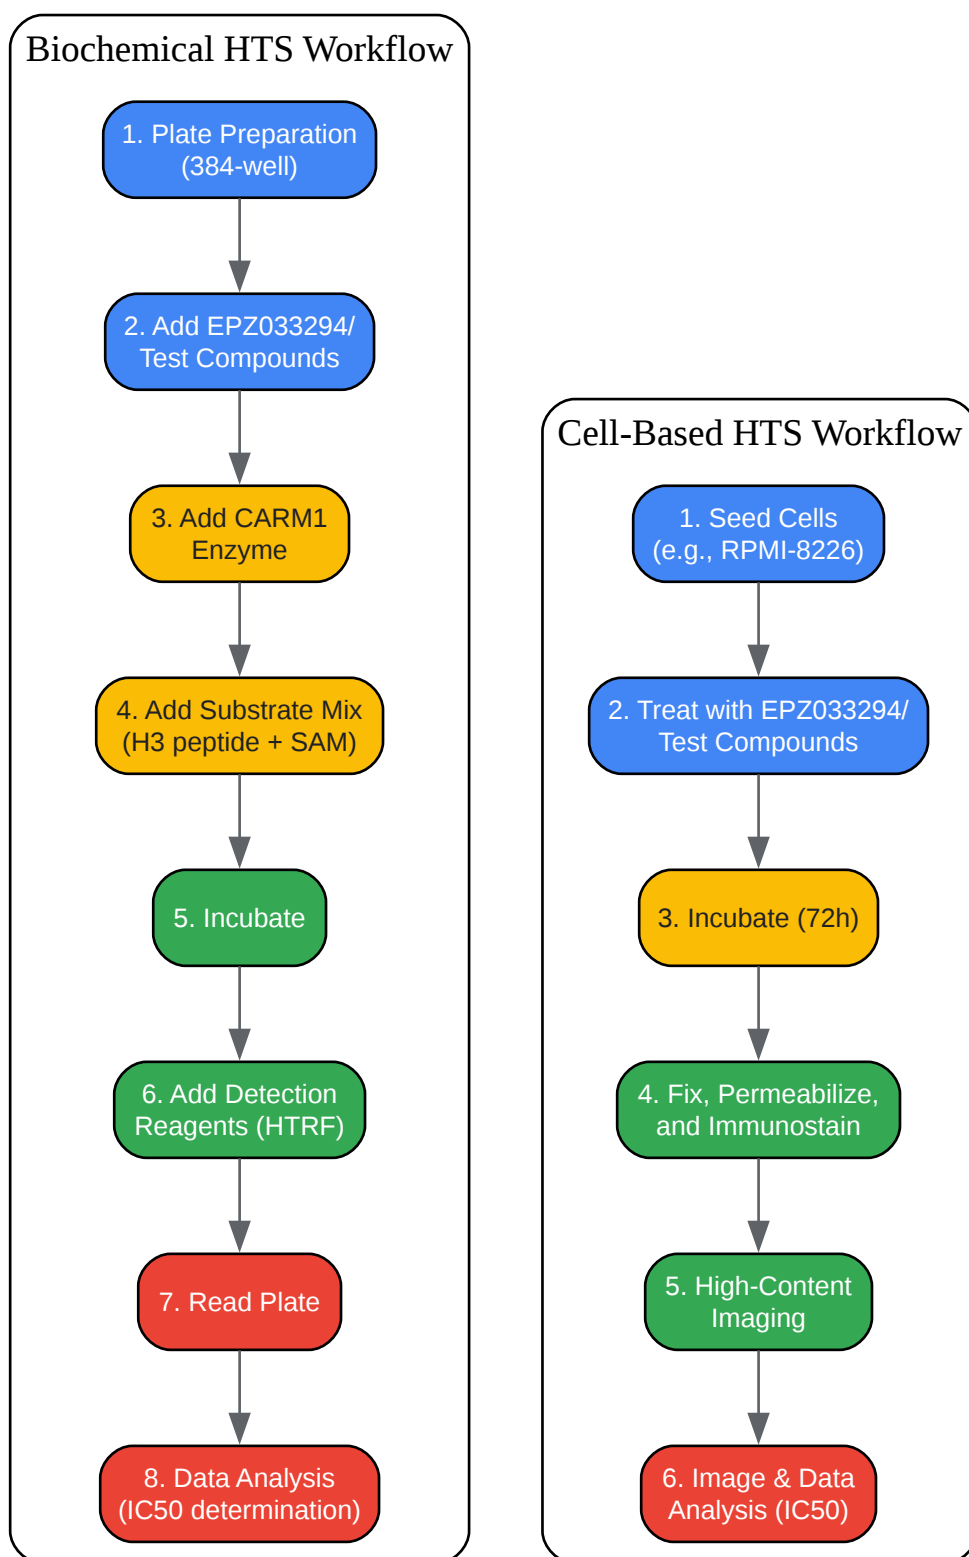 Biochemical HTS Workflow
1. Plate Preparation
(384-well)
2. Add EPZ033294/
Test Compounds
3. Add CARM1
Enzyme
4. Add Substrate Mix
(H3 peptide + SAM)
5. Incubate
6. Add Detection
Reagents (HTRF)
7. Read Plate
8. Data Analysis
(IC50 determination)
Cell-Based HTS Workflow
1. Seed Cells
(e.g., RPMI-8226)
2. Treat with EPZ033294/
Test Compounds
3. Incubate (72h)
4. Fix, Permeabilize,
and Immunostain
5. High-Content
Imaging
6. Image & Data
Analysis (IC50)